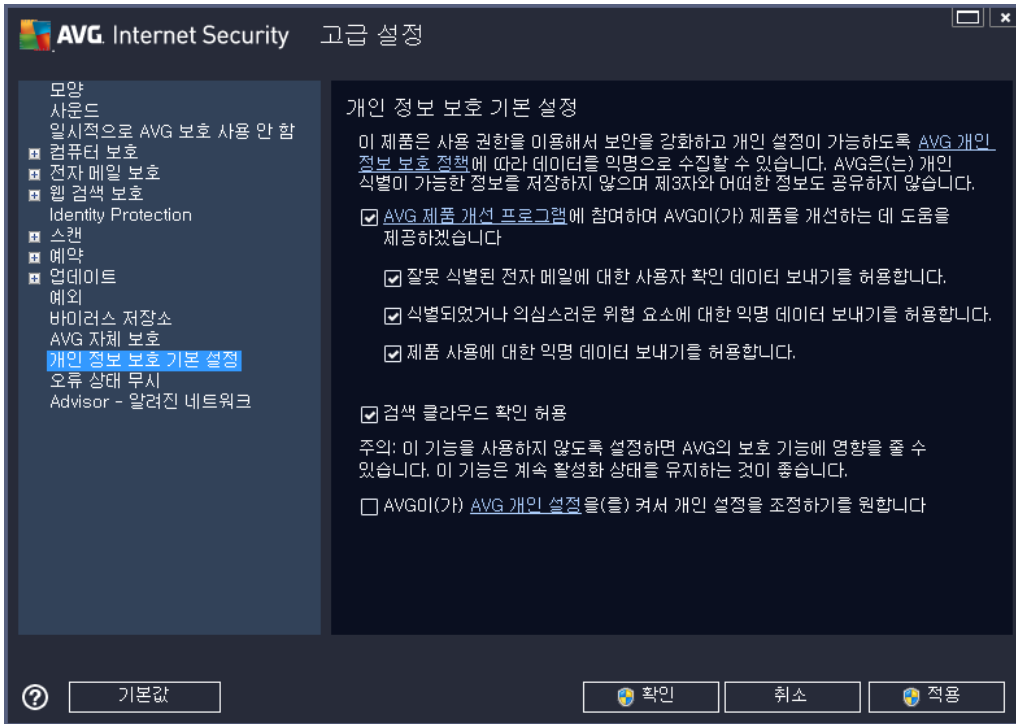 AVG. Internet Security 고급 설정
모양
사운드
일시적으로 AVG 보호 사용 안 함
컴퓨터 보호
전자 메일 보호
웹 검색 보호
Identity Protection
스캔
예약
업데이트
예외
바이러스 저장소
AVG 자체 보호
개인 정보 보호 기본 설정
오류 상태 무시
Advisor - 알려진 네트워크
개인 정보 보호 기본 설정
이 제품은 사용 권한을 이용해서 보안을 강화하고 개인 설정이 가능하도록 AVG 개인
정보 보호 정책에 따라 데이터를 익명으로 수집할 수 있습니다. AVG은(는) 개인
식별이 가능한 정보를 저장하지 않으며 제3자와 어떠한 정보도 공유하지 않습니다.
AVG 제품 개선 프로그램에 참여하여 AVG이(가) 제품을 개선하는 데 도움을
제공하겠습니다
잘못 식별된 전자 메일에 대한 사용자 확인 데이터 보내기를 허용합니다.
식별되었거나 의심스러운 위협 요소에 대한 익명 데이터 보내기를 허용합니다.
제품 사용에 대한 익명 데이터 보내기를 허용합니다.
검색 클라우드 확인 허용
주의: 이 기능을 사용하지 않도록 설정하면 AVG의 보호 기능에 영향을 줄 수
있습니다. 이 기능은 계속 활성화 상태를 유지하는 것이 좋습니다.
AVG이(가) AVG 개인 설정을(를) 켜서 개인 설정을 조정하기를 원합니다
? 기본값 확인 취소 적용